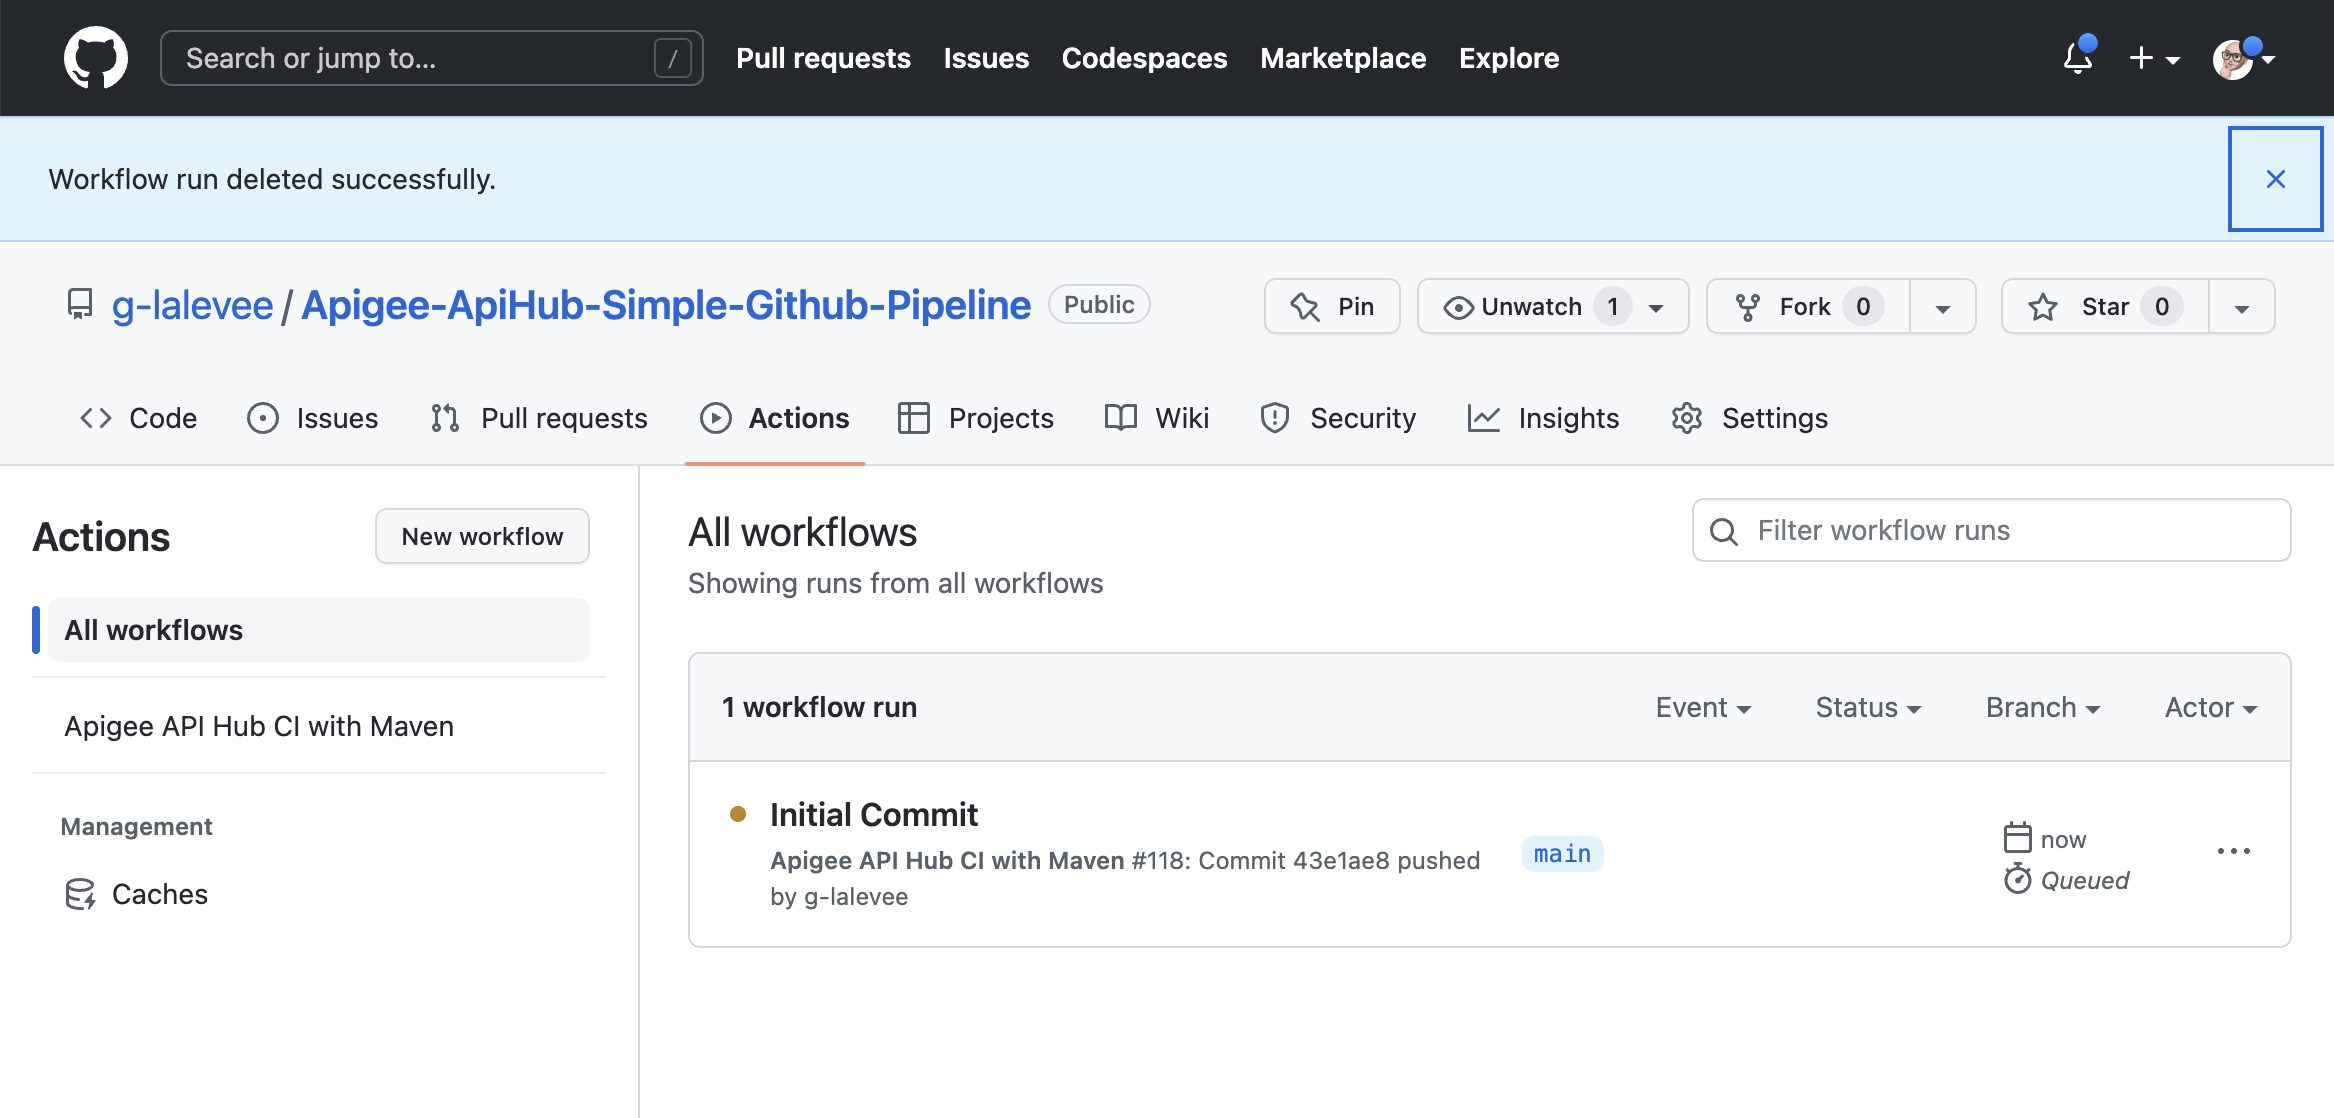 Search or jump to... /
Pull requests Issues Codespaces Marketplace Explore
Workflow run deleted successfully.
g-lalevee / Apigee-ApiHub-Simple-Github-Pipeline Public
Pin Unwatch 1 Fork 0 Star 0
Code Issues Pull requests Actions Projects Wiki Security Insights Settings
Actions New workflow
All workflows
Apigee API Hub CI with Maven
Management
Caches
All workflows
Showing runs from all workflows
Filter workflow runs
1 workflow run Event Status Branch Actor
Initial Commit
Apigee API Hub CI with Maven #118: Commit 43e1ae8 pushed
by g-lalevee
main
now
Queued